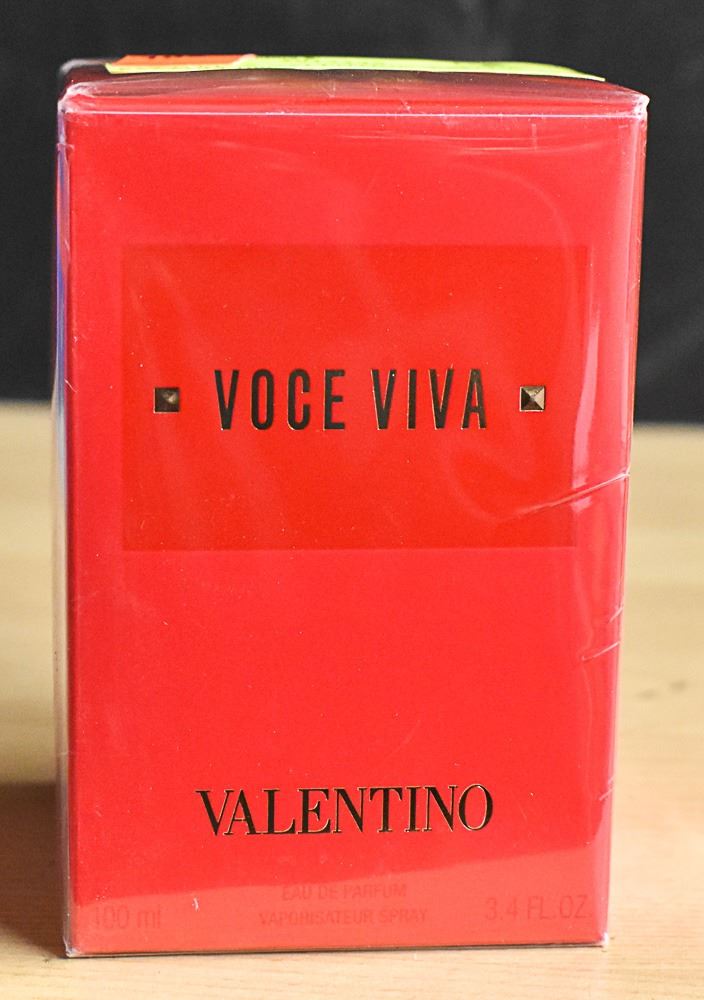 VOCE VIVA
VALENTINO
EAU DE PARFUM
100 ml VAPORISATEUR SPRAY 3.4 FL.OZ.